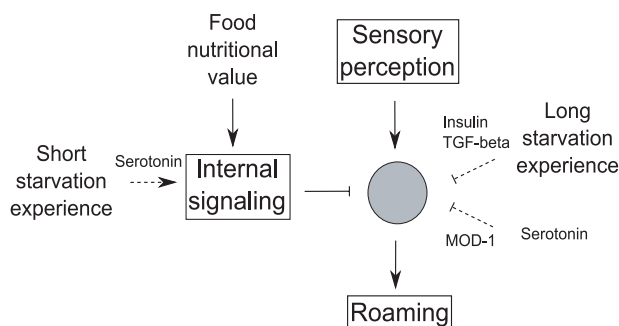 Food
nutritional
value
Sensory
perception
Insulin
TGF-beta
Long
starvation
experience
Short
starvation
experience
Serotonin
Internal
signaling
MOD-1
Serotonin
Roaming